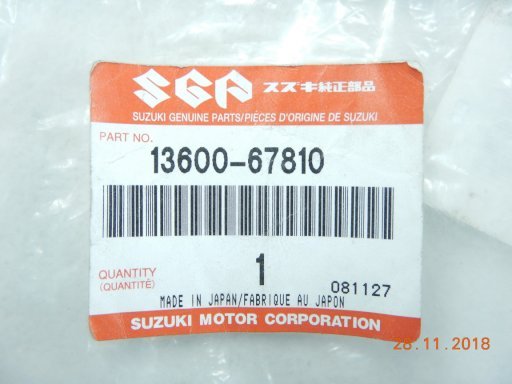 SGP スズキ純正部品
SUZUKI GENUINE PARTS/PIÈCES D'ORIGINE DE SUZUKI
PART NO.
13600-67810
QUANTITY 1
(QUANTITÉ) 081127
MADE IN JAPAN/FABRIQUE AU JAPON
SUZUKI MOTOR CORPORATION
28.11.2018